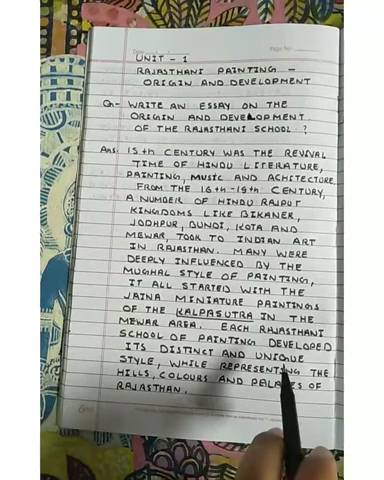 Date
Page No.
UNIT - 1
RAJASTHANI PAINTING -
ORIGIN AND DEVELOPMENT
Qn- WRITE AN ESSAY ON THE
ORIGIN AND DEVELOPMENT
OF THE RAJASTHANI SCHOOL ?
Ans: 15th CENTURY WAS THE REVIVAL
TIME OF HINDU LITERATURE,
PAINTING, MUSIC AND ACHITECTURE.
FROM THE 16th-19th CENTURY,
A NUMBER OF HINDU RAJPUT
KINGDOMS LIKE BIKANER,
JODHPUR, BUNDI, KOTA AND
MEWAR, TOOK TO INDIAN ART
IN RAJASTHAN. MANY WERE
DEEPLY INFLUENCED BY THE
MUGHAL STYLE OF PAINTING,
IT ALL STARTED WITH THE
JAINA MINIATURE PAINTINGS
OF THE KALPASUTRA IN THE
MEWAR AREA. EACH RAJASTHANI
SCHOOL OF PAINTING DEVELOPED
ITS DISTINCT AND UNIQUE
STYLE, WHILE REPRESENTING THE
HILLS, COLOURS AND PALACES OF
RAJASTHAN.